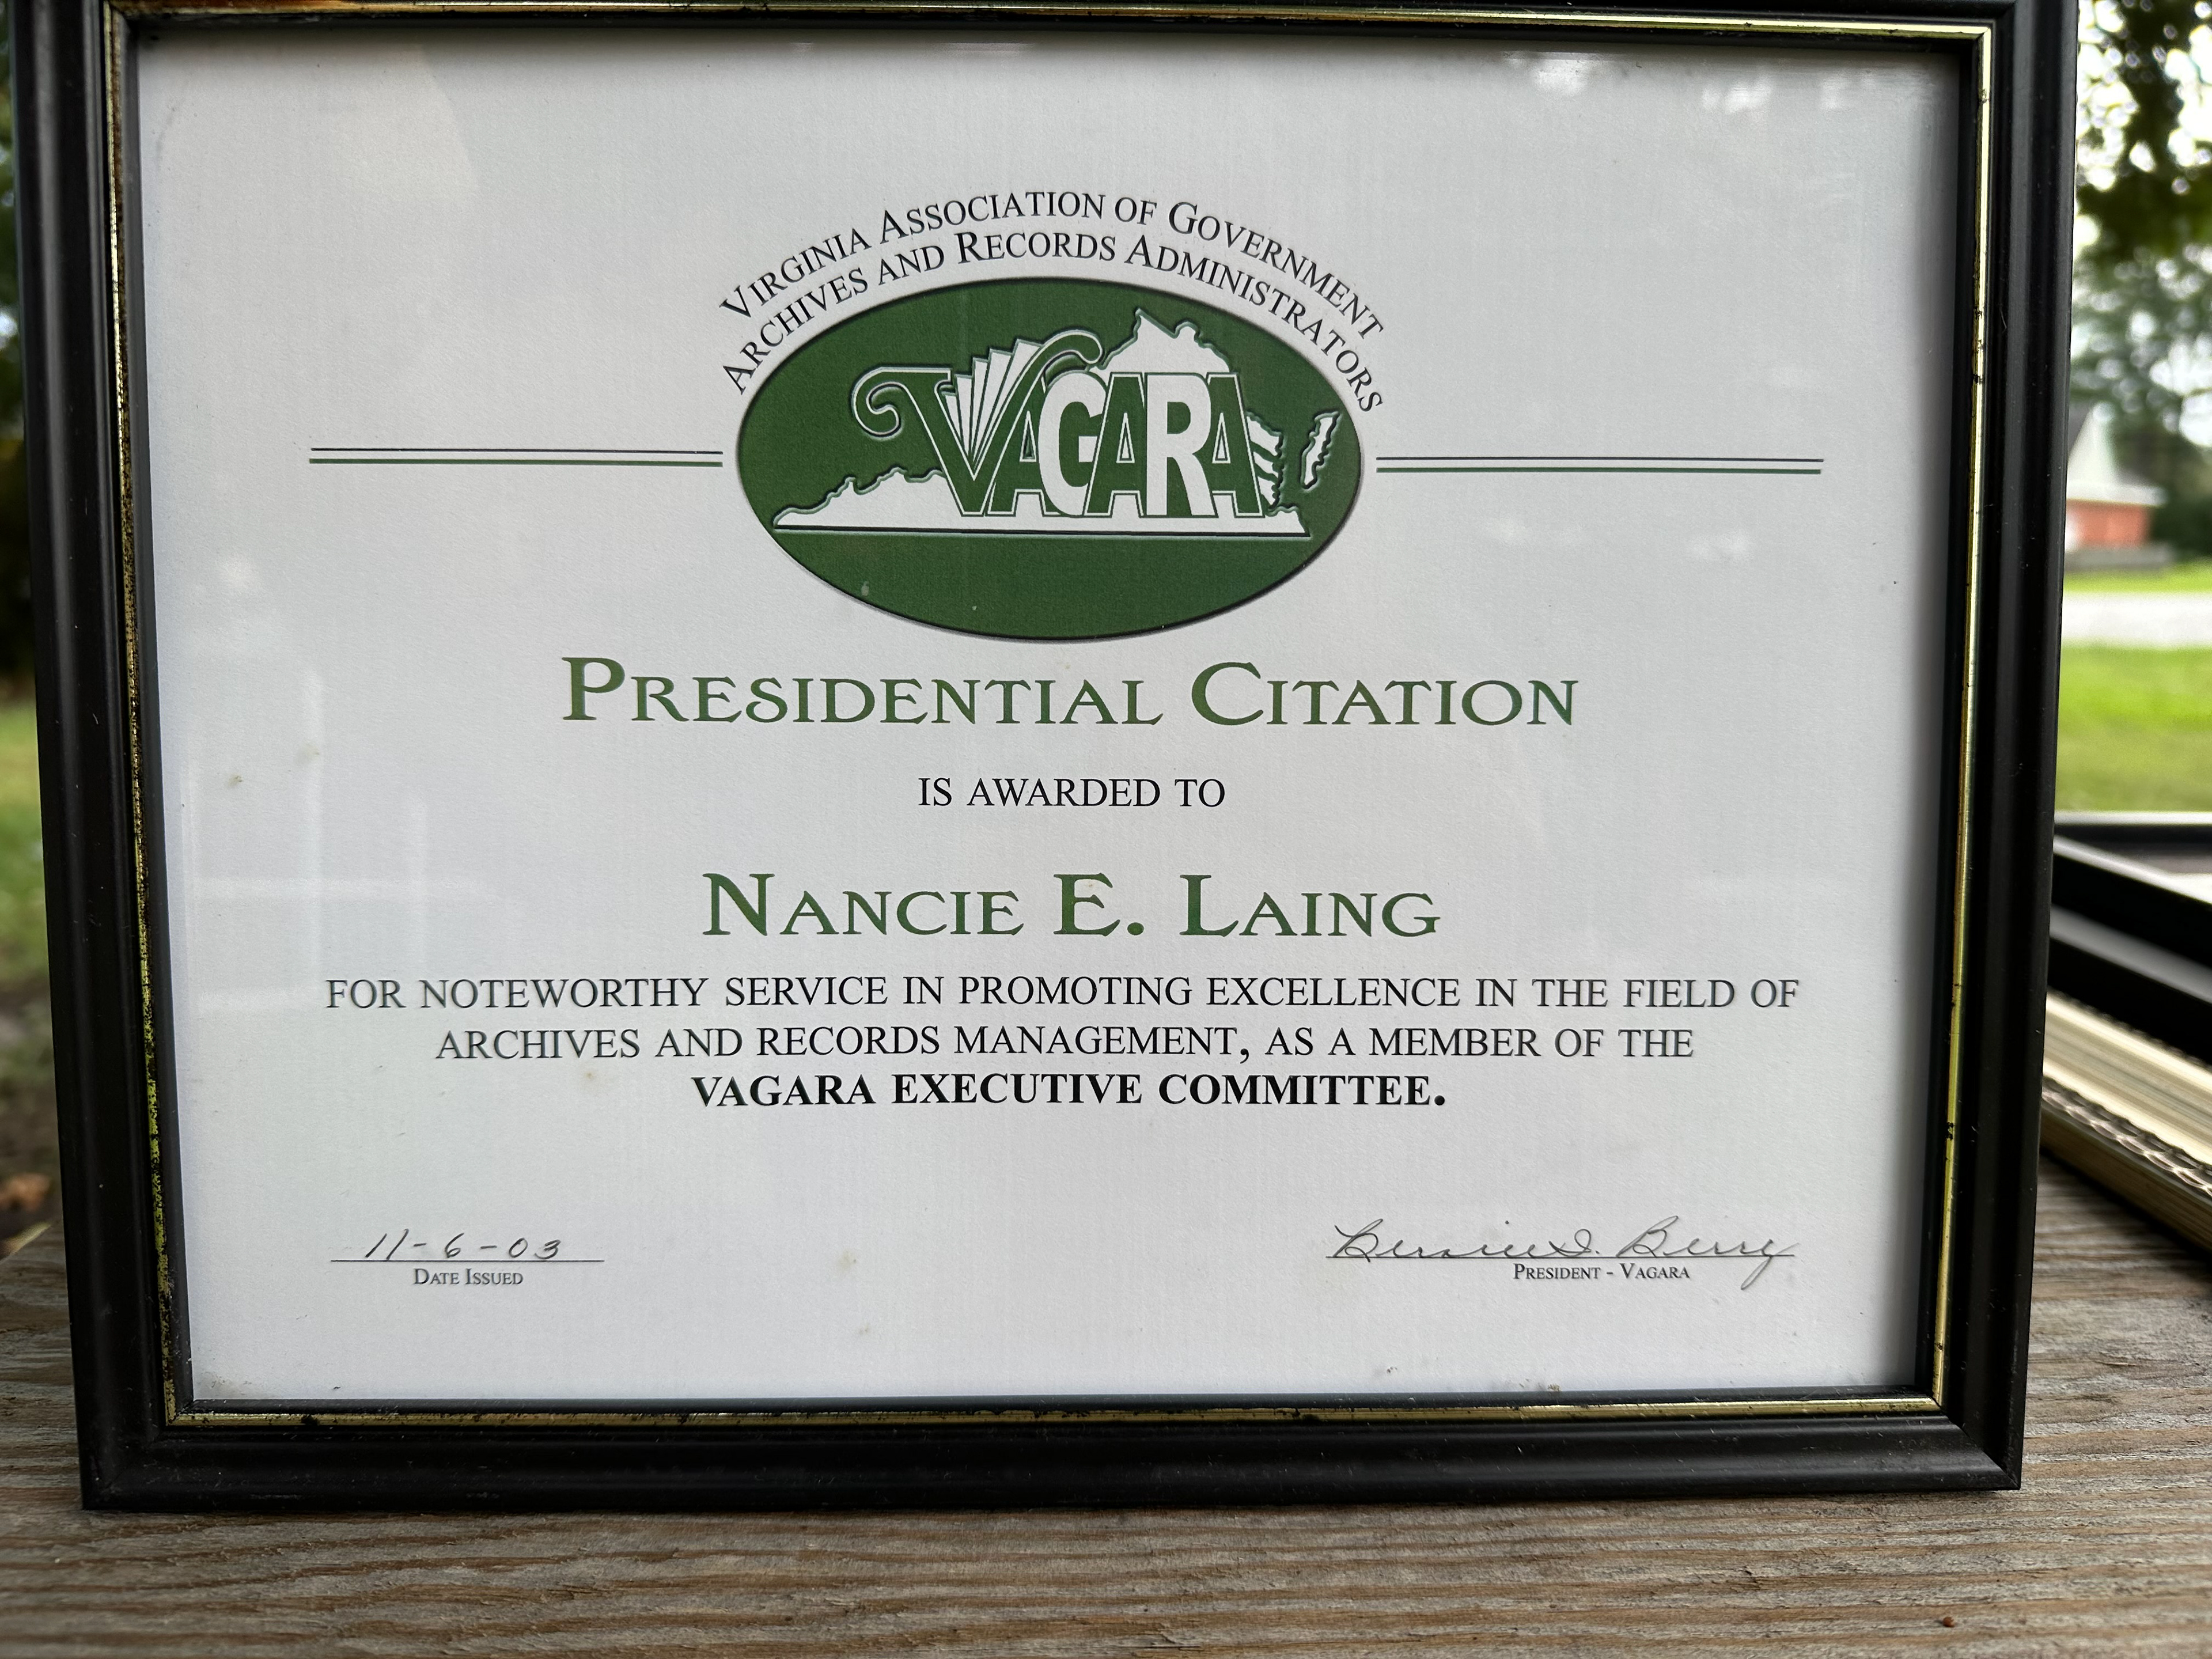 VIRGINIA ASSOCIATION OF GOVERNMENT
ARCHIVES AND RECORDS ADMINISTRATORS
VAGARA
PRESIDENTIAL CITATION
IS AWARDED TO
NANCIE E. LAING
FOR NOTEWORTHY SERVICE IN PROMOTING EXCELLENCE IN THE FIELD OF
ARCHIVES AND RECORDS MANAGEMENT, AS A MEMBER OF THE
VAGARA EXECUTIVE COMMITTEE.
11-6-03
DATE ISSUED
Berry
PRESIDENT - VAGARA